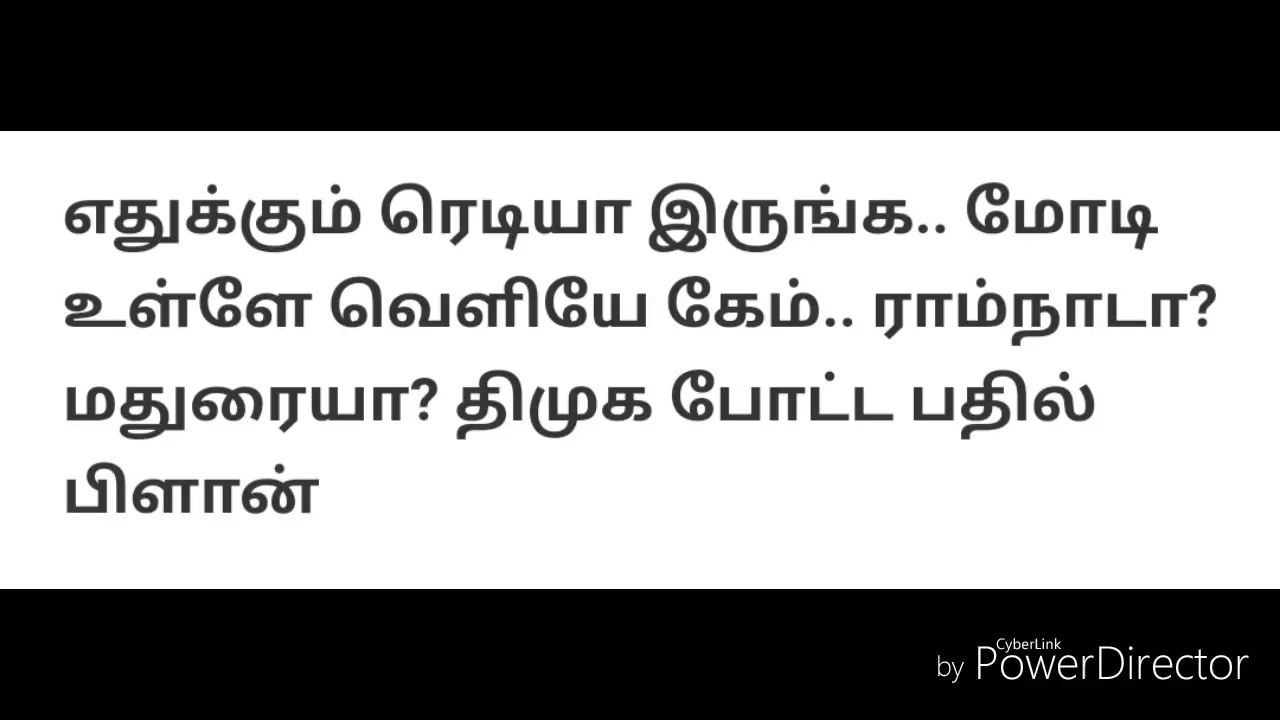 எதுக்கும் ரெடியா இருங்க.. மோடி
உள்ளே வெளியே கேம்.. ராம்நாடா?
மதுரையா? திமுக போட்ட பதில்
பிளான்
CyberLink
by PowerDirector